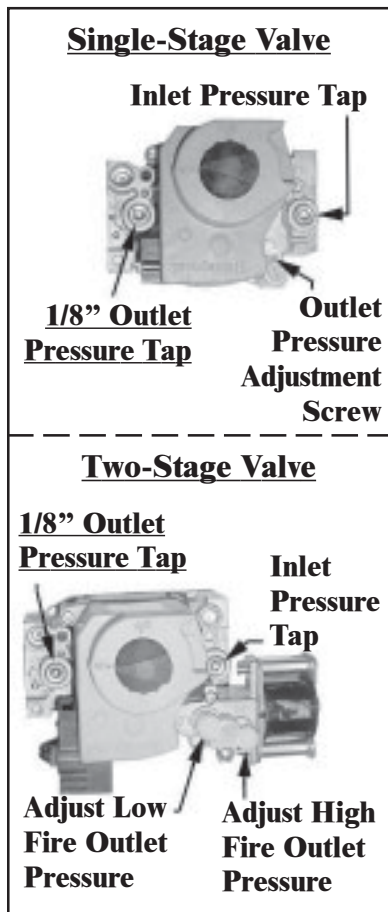 Single-Stage Valve
Inlet Pressure Tap
1/8” Outlet
Pressure Tap
Outlet
Pressure
Adjustment
Screw
Two-Stage Valve
1/8” Outlet
Pressure Tap
Inlet
Pressure
Tap
Adjust Low
Fire Outlet
Pressure
Adjust High
Fire Outlet
Pressure